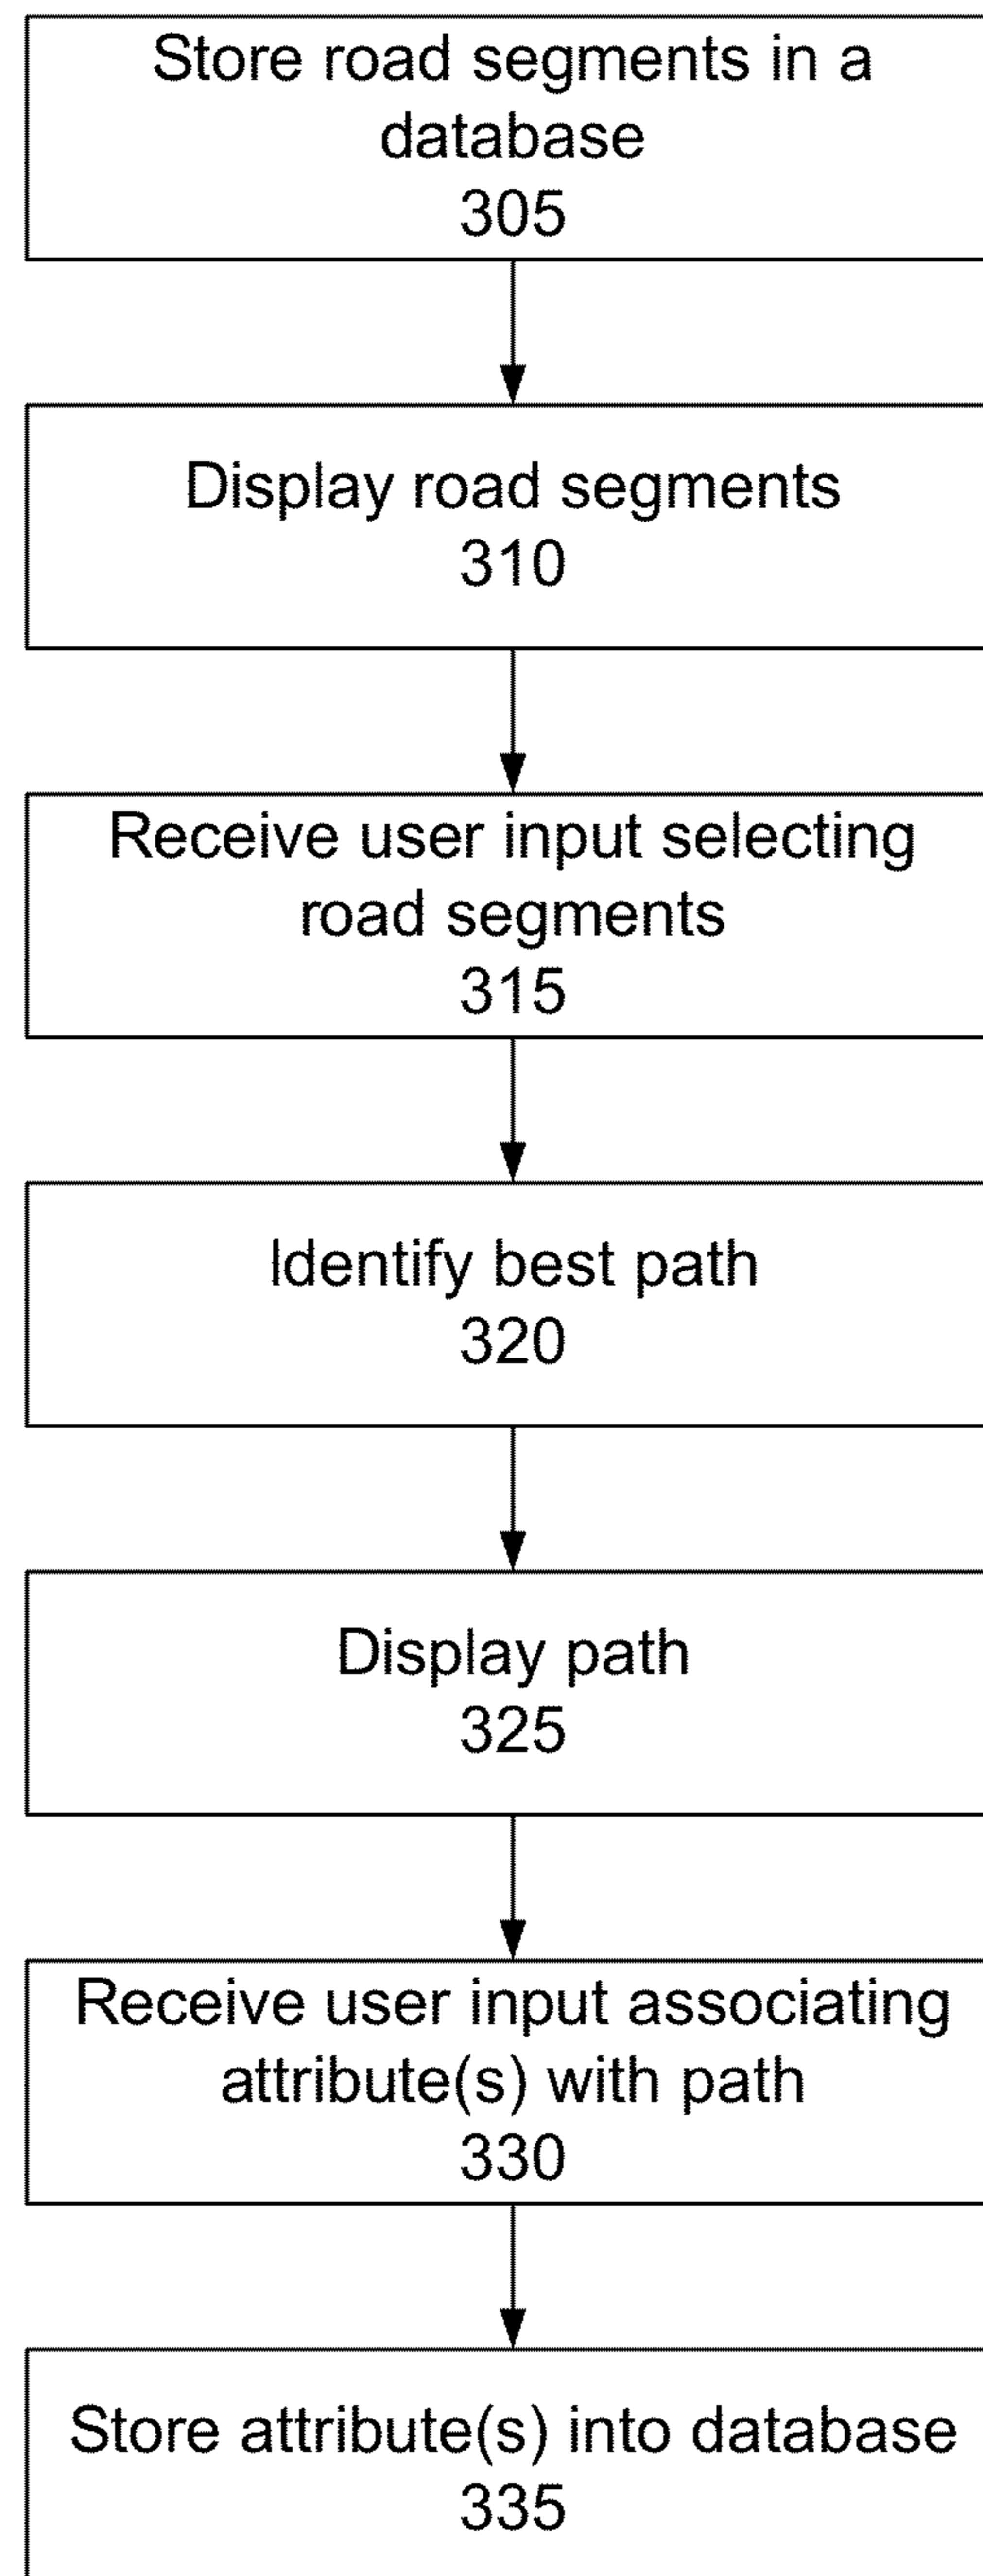 Store road segments in a
database
305
Display road segments
310
Receive user input selecting
road segments
315
Identify best path
320
Display path
325
Receive user input associating
attribute(s) with path
330
Store attribute(s) into database
335